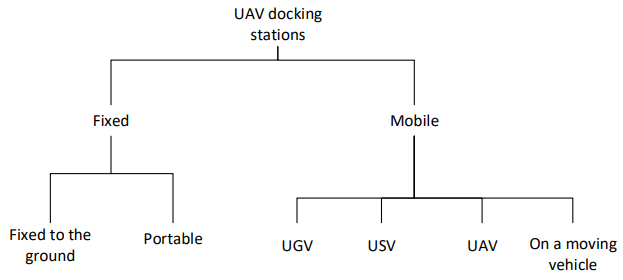 UAV docking
stations
Fixed
Mobile
Fixed to the
ground
Portable
UGV
USV
UAV
On a moving
vehicle